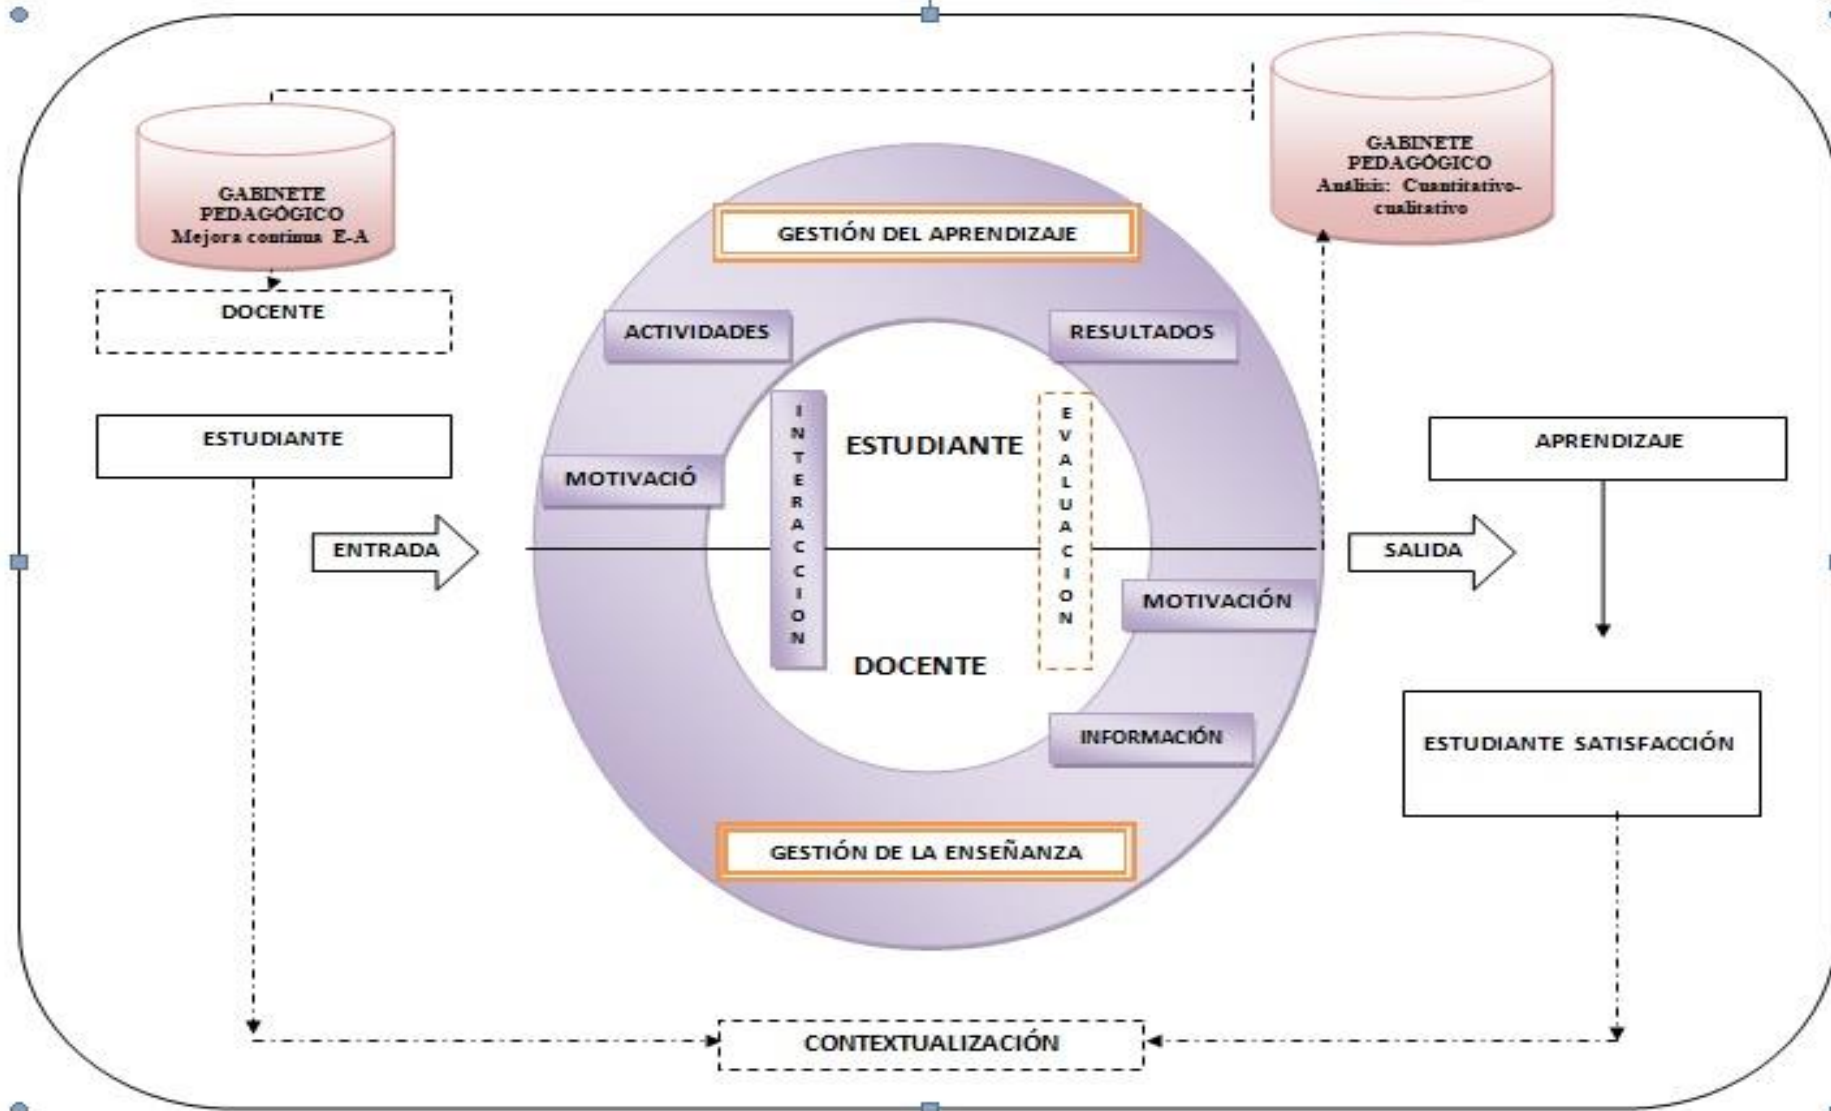 GABINETE
PEDAGÓGICO
Análisis: Cuantitativo-
cualitativo
GABINETE
PEDAGÓGICO
Mejora continua E-A
DOCENTE
ESTUDIANTE
ENTRADA
GESTIÓN DEL APRENDIZAJE
ACTIVIDADES
RESULTADOS
MOTIVACIÓ
INTERACCION
ESTUDIANTE
EVALUACION
DOCENTE
MOTIVACIÓN
INFORMACIÓN
GESTIÓN DE LA ENSEÑANZA
SALIDA
APRENDIZAJE
ESTUDIANTE SATISFACCIÓN
CONTEXTUALIZACIÓN